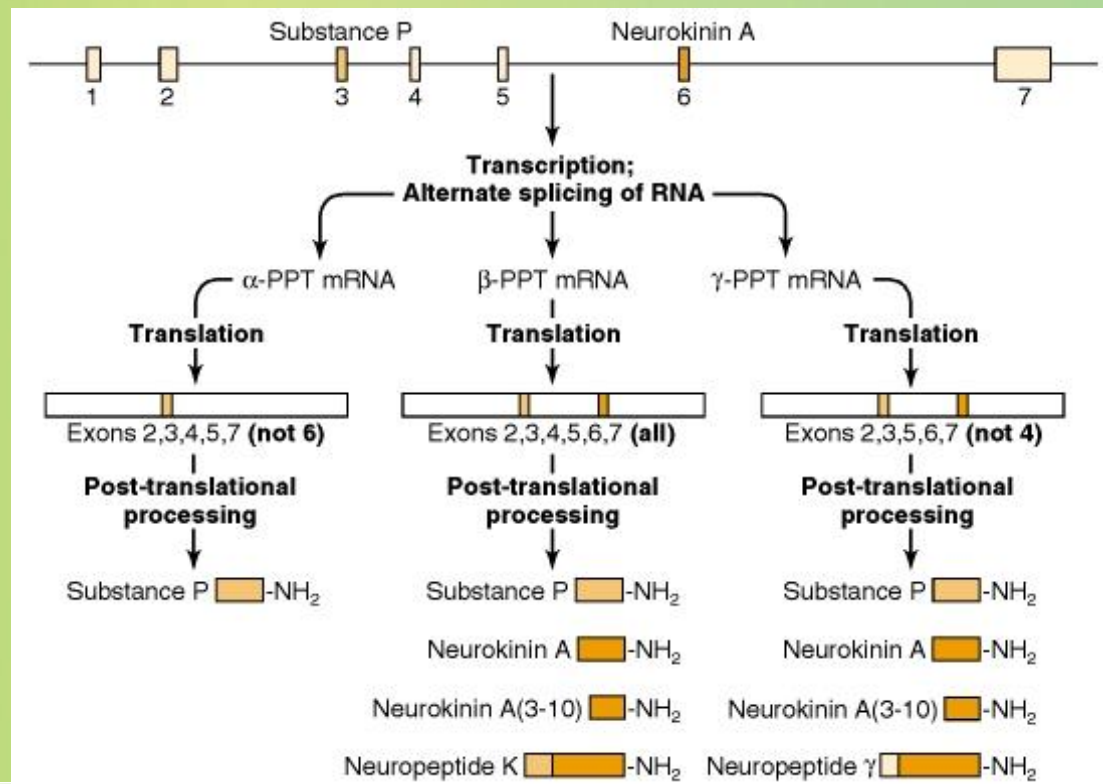 Substance P Neurokinin A
1 2 3 4 5 6 7
Transcription;
Alternate splicing of RNA
α-PPT mRNA β-PPT mRNA γ-PPT mRNA
Translation Translation Translation
Exons 2,3,4,5,7 (not 6) Exons 2,3,4,5,6,7 (all) Exons 2,3,5,6,7 (not 4)
Post-translational Post-translational Post-translational
processing processing processing
Substance P -NH₂ Substance P -NH₂ Substance P -NH₂
Neurokinin A -NH₂ Neurokinin A -NH₂
Neurokinin A(3-10) -NH₂ Neurokinin A(3-10) -NH₂
Neuropeptide K -NH₂ Neuropeptide γ -NH₂